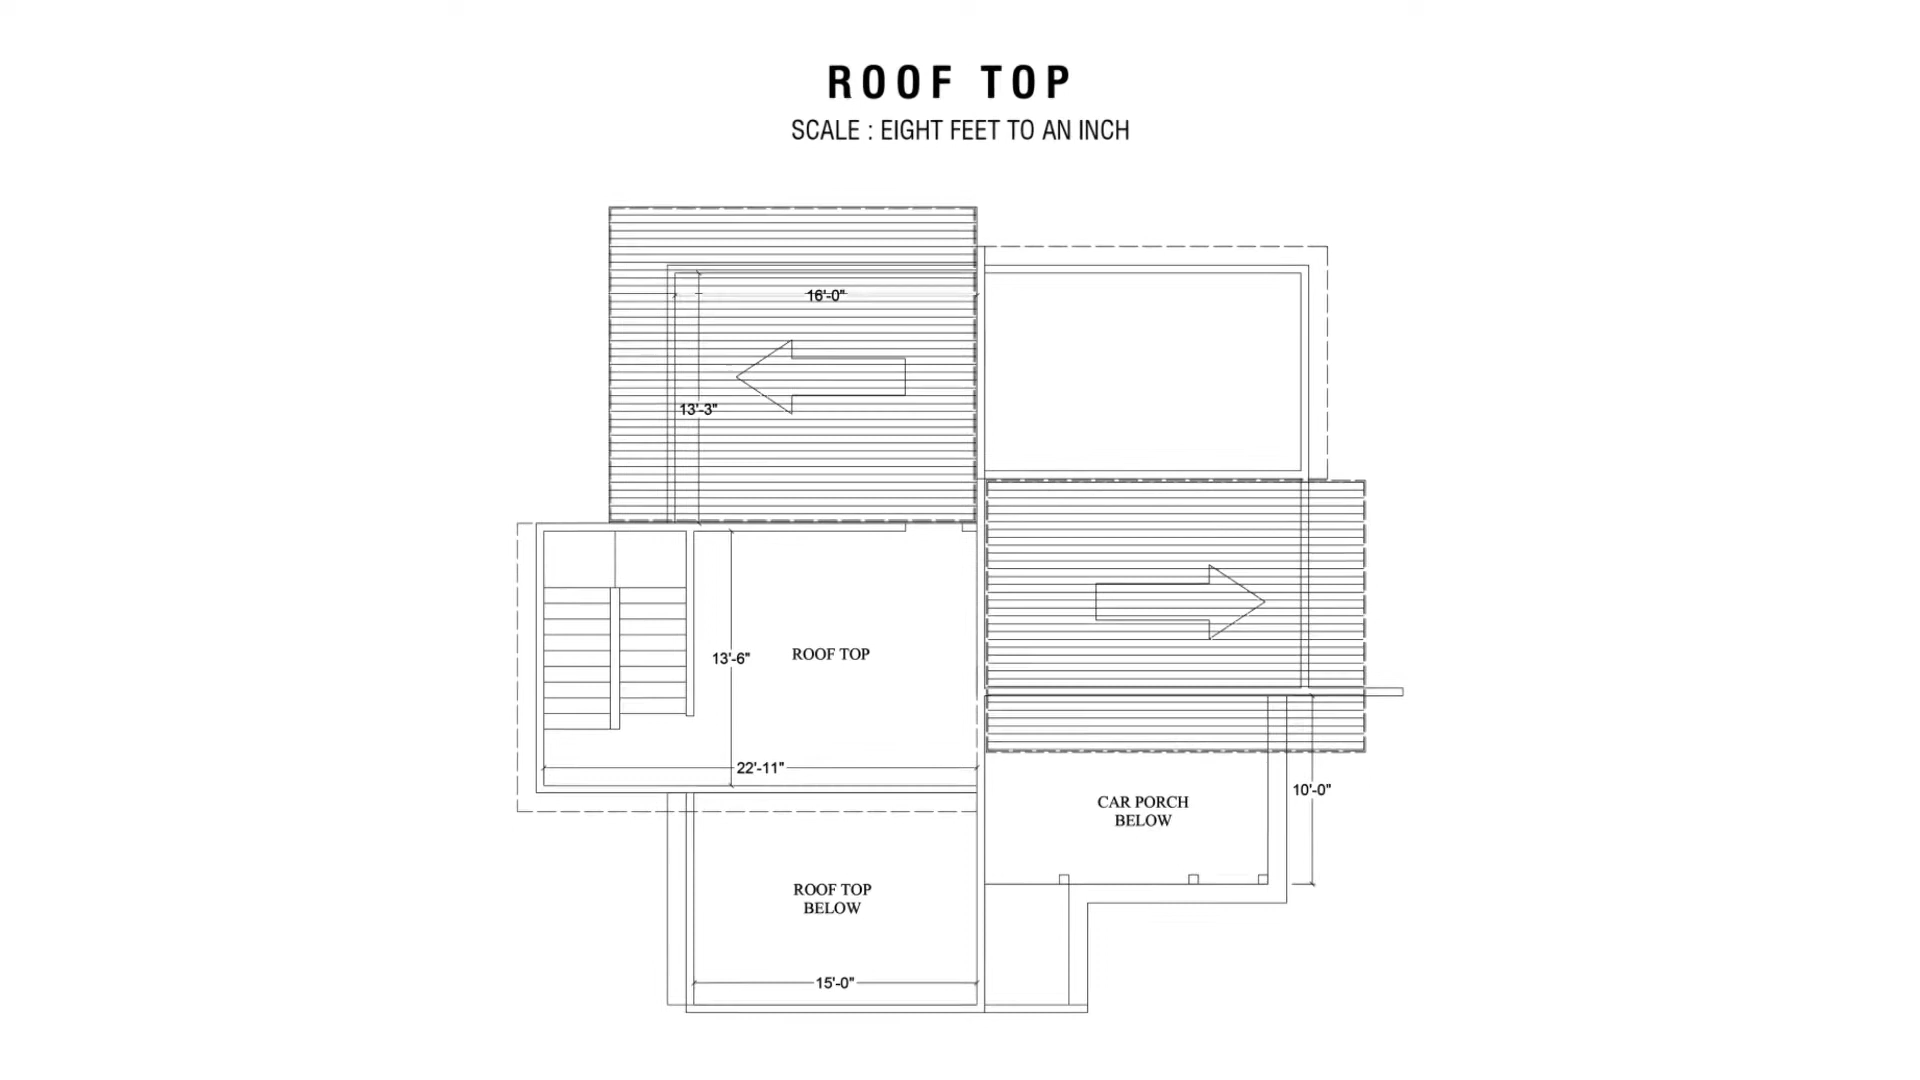 ROOF TOP
SCALE : EIGHT FEET TO AN INCH
16'-0"
13'-3"
13'-6"
ROOF TOP
22'-11"
10'-0"
CAR PORCH
BELOW
ROOF TOP
BELOW
15'-0"